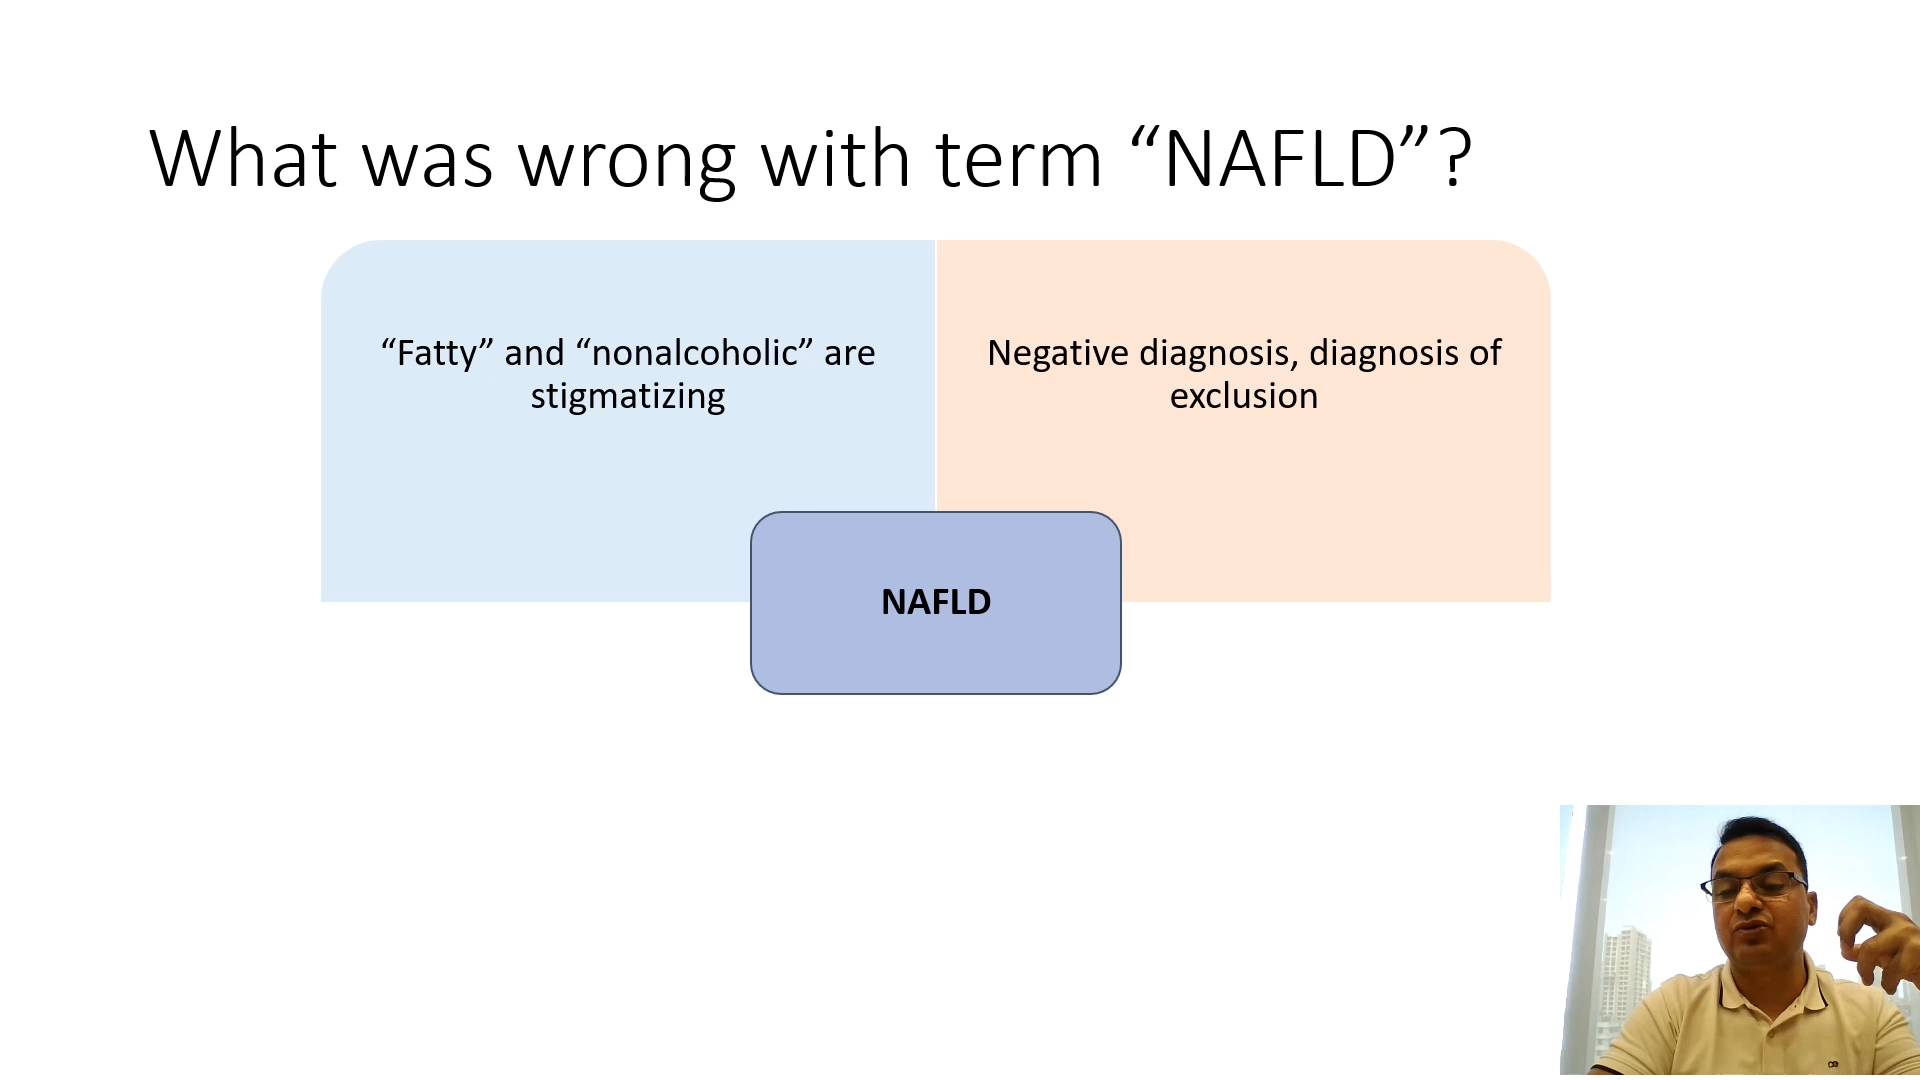 What was wrong with term “NAFLD”?
“Fatty” and “nonalcoholic” are
stigmatizing
Negative diagnosis, diagnosis of
exclusion
NAFLD